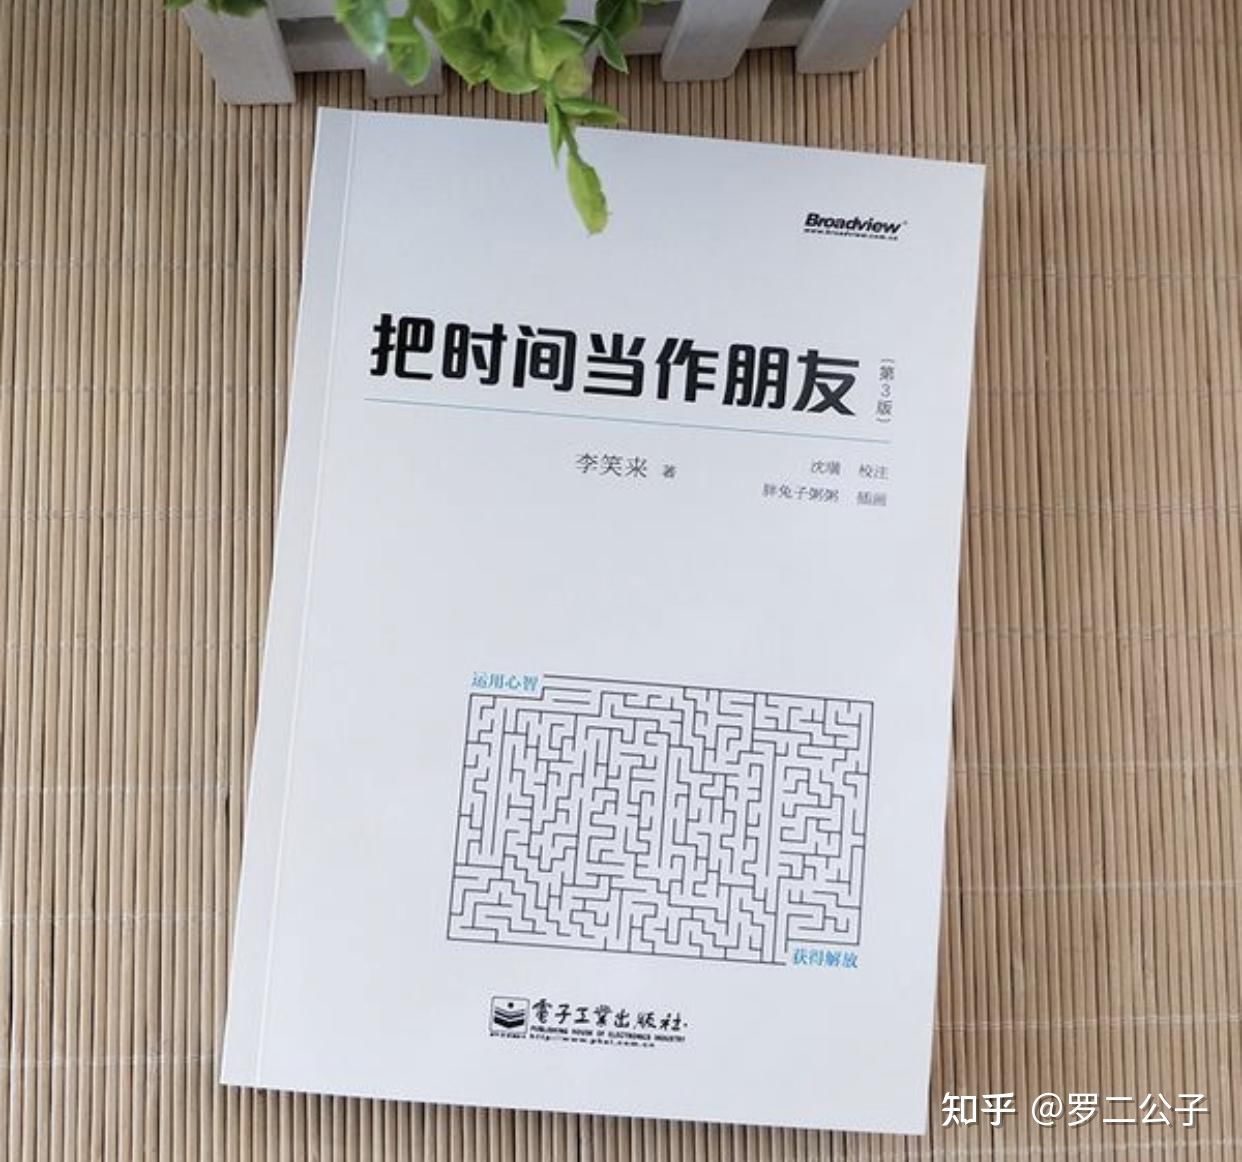 Broadview
www.broadview.com.cn
把时间当作朋友
(第3版)
李笑来 著
沈璜 校注
胖兔子粥粥 插画
运用心智
获得解放
電子工業出版社
PUBLISHING HOUSE OF ELECTRONICS INDUSTRY
http://www.phei.com.cn
知乎 @罗二公子